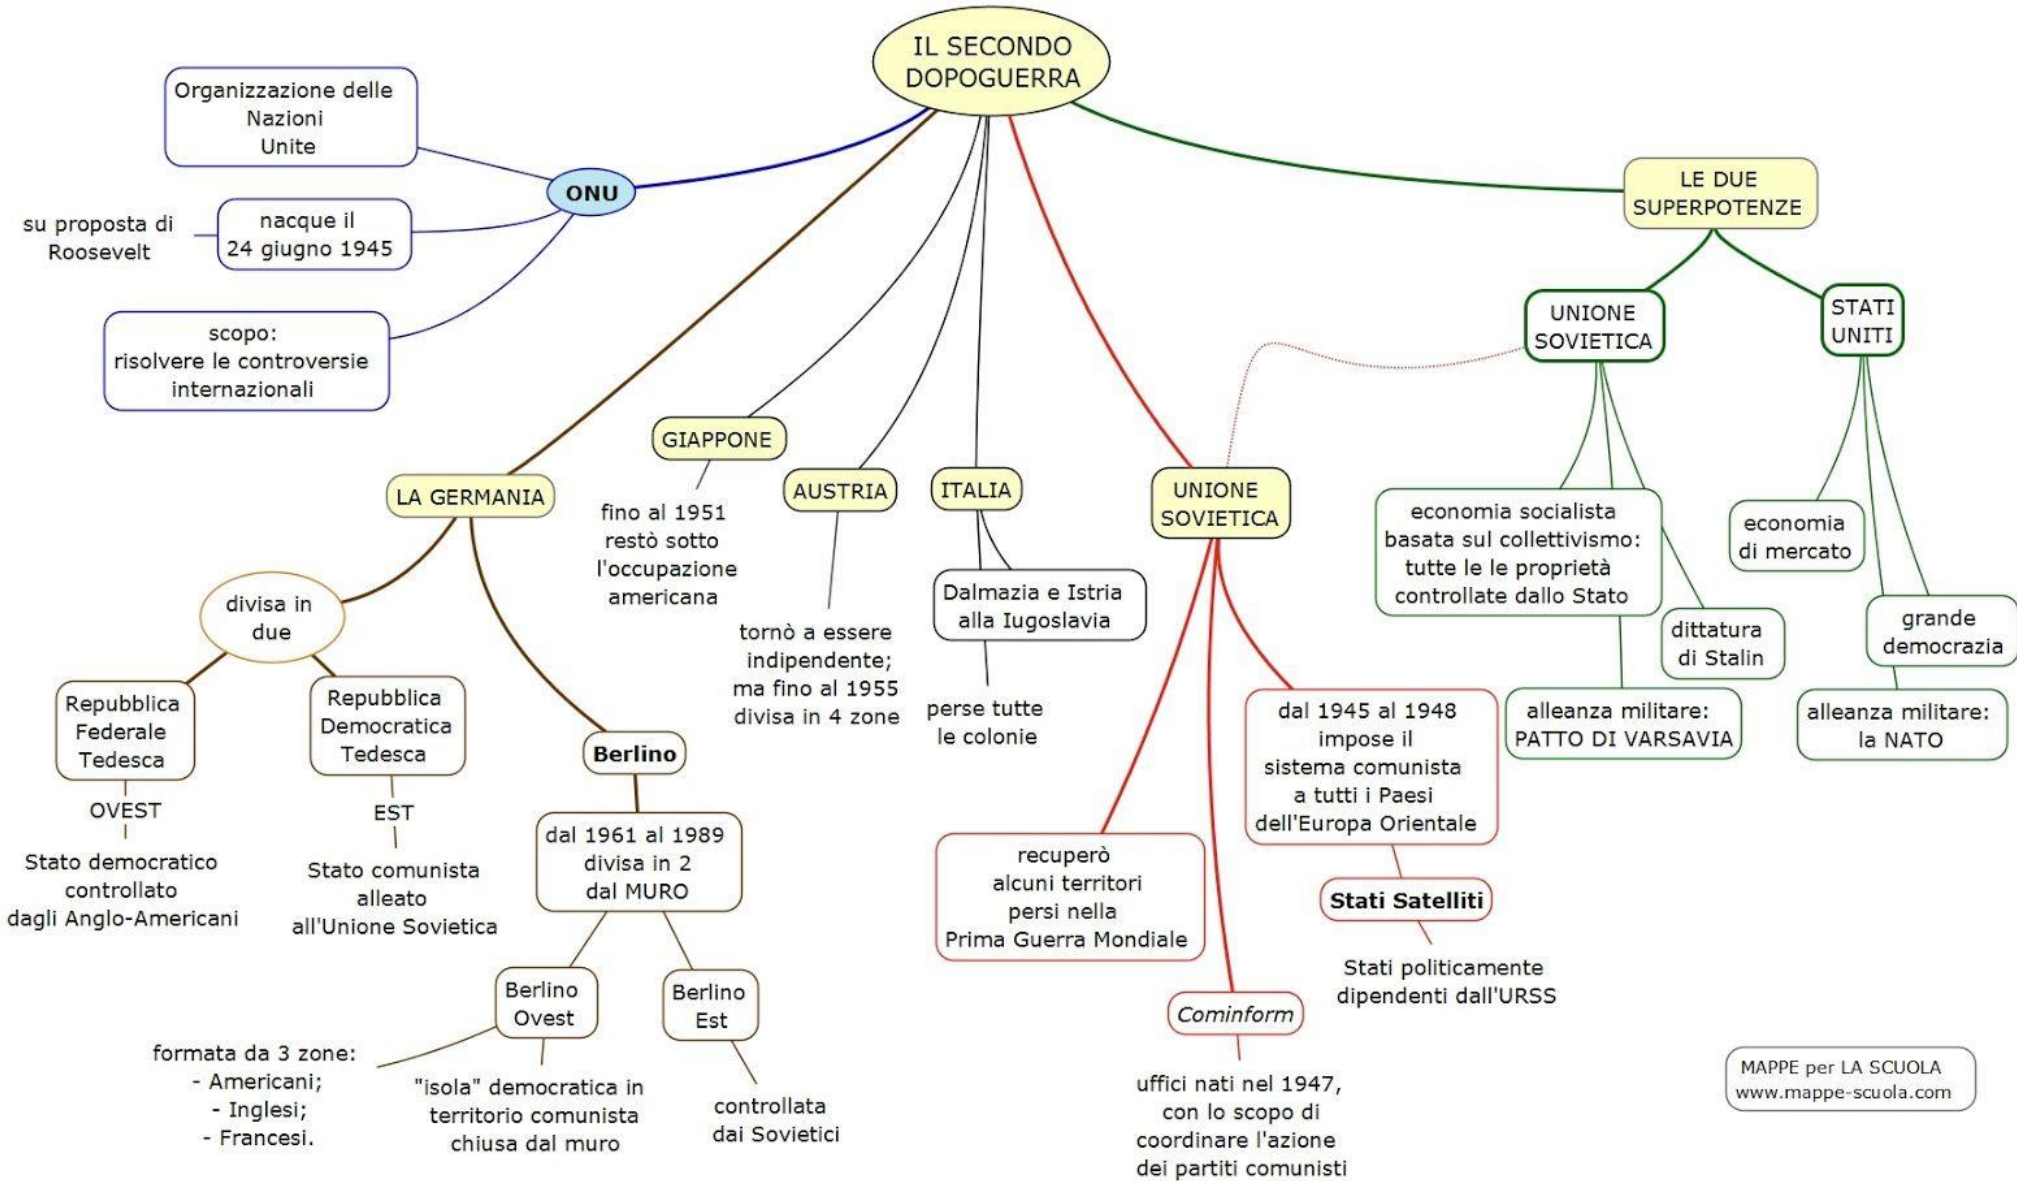 IL SECONDO
DOPOGUERRA
Organizzazione delle
Nazioni
Unite
ONU
su proposta di
Roosevelt
nacque il
24 giugno 1945
scopo:
risolvere le controversie
internazionali
LE DUE
SUPERPOTENZE
UNIONE
SOVIETICA
STATI
UNITI
economia socialista
basata sul collettivismo:
tutte le le proprietà
controllate dallo Stato
dittatura
di Stalin
alleanza militare:
PATTO DI VARSAVIA
economia
di mercato
grande
democrazia
alleanza militare:
la NATO
LA GERMANIA
divisa in
due
Repubblica
Federale
Tedesca
OVEST
Stato democratico
controllato
dagli Anglo-Americani
Repubblica
Democratica
Tedesca
EST
Stato comunista
alleato
all'Unione Sovietica
Berlino
dal 1961 al 1989
divisa in 2
dal MURO
Berlino
Ovest
formata da 3 zone:
- Americani;
- Inglesi;
- Francesi.
"isola" democratica in
territorio comunista
chiusa dal muro
Berlino
Est
controllata
dai Sovietici
GIAPPONE
fino al 1951
restò sotto
l'occupazione
americana
AUSTRIA
tornò a essere
indipendente;
ma fino al 1955
divisa in 4 zone
ITALIA
Dalmazia e Istria
alla Iugoslavia
perse tutte
le colonie
UNIONE
SOVIETICA
recuperò
alcuni territori
persi nella
Prima Guerra Mondiale
Cominform
uffici nati nel 1947,
con lo scopo di
coordinare l'azione
dei partiti comunisti
dal 1945 al 1948
impose il
sistema comunista
a tutti i Paesi
dell'Europa Orientale
Stati Satelliti
Stati politicamente
dipendenti dall'URSS
MAPPE per LA SCUOLA
www.mappe-scuola.com